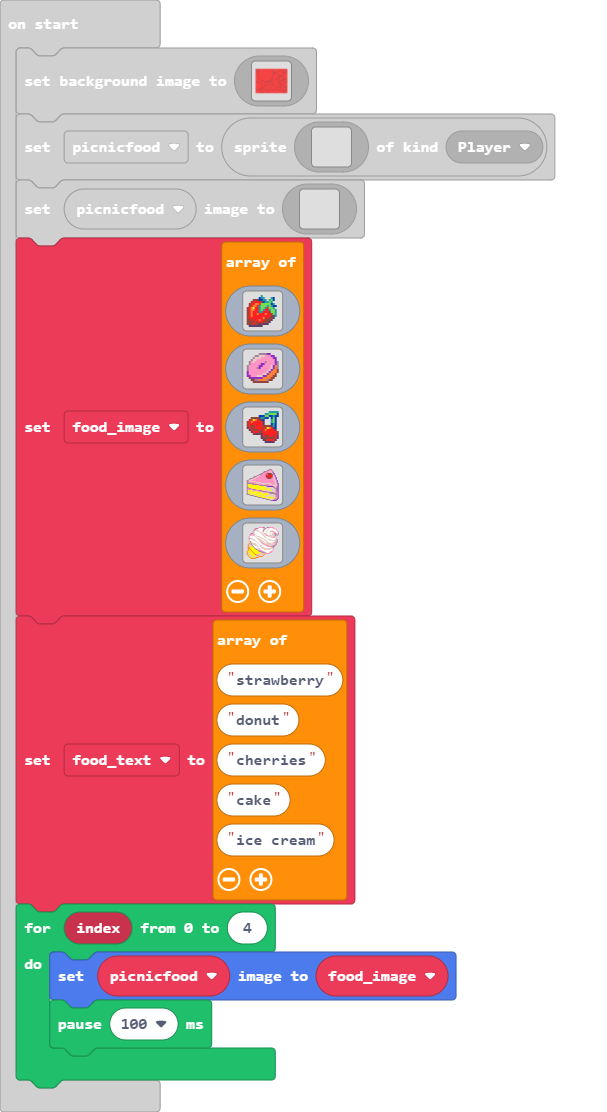 on start
set background image to
set picnicfood to sprite of kind Player
set picnicfood image to
array of
set food_image to
array of
"strawberry"
"donut"
set food_text to "cherries"
"cake"
"ice cream"
for index from 0 to 4
do
set picnicfood image to food_image
pause 100 ms